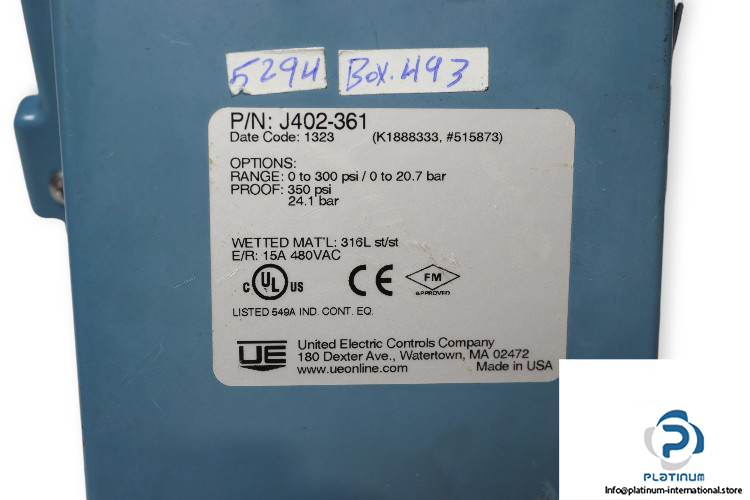 5294 Box.493
P/N: J402-361
Date Code: 1323 (K1888333, #515873)
OPTIONS:
RANGE: 0 to 300 psi / 0 to 20.7 bar
PROOF: 350 psi
24.1 bar
WETTED MAT'L: 316L st/st
E/R: 15A 480VAC
C UL US CE FM APPROVED
LISTED 549A IND. CONT. EQ.
UE
United Electric Controls Company
180 Dexter Ave., Watertown, MA 02472
www.ueonline.com Made in USA
PLATINUM
Info@platinum-international.store